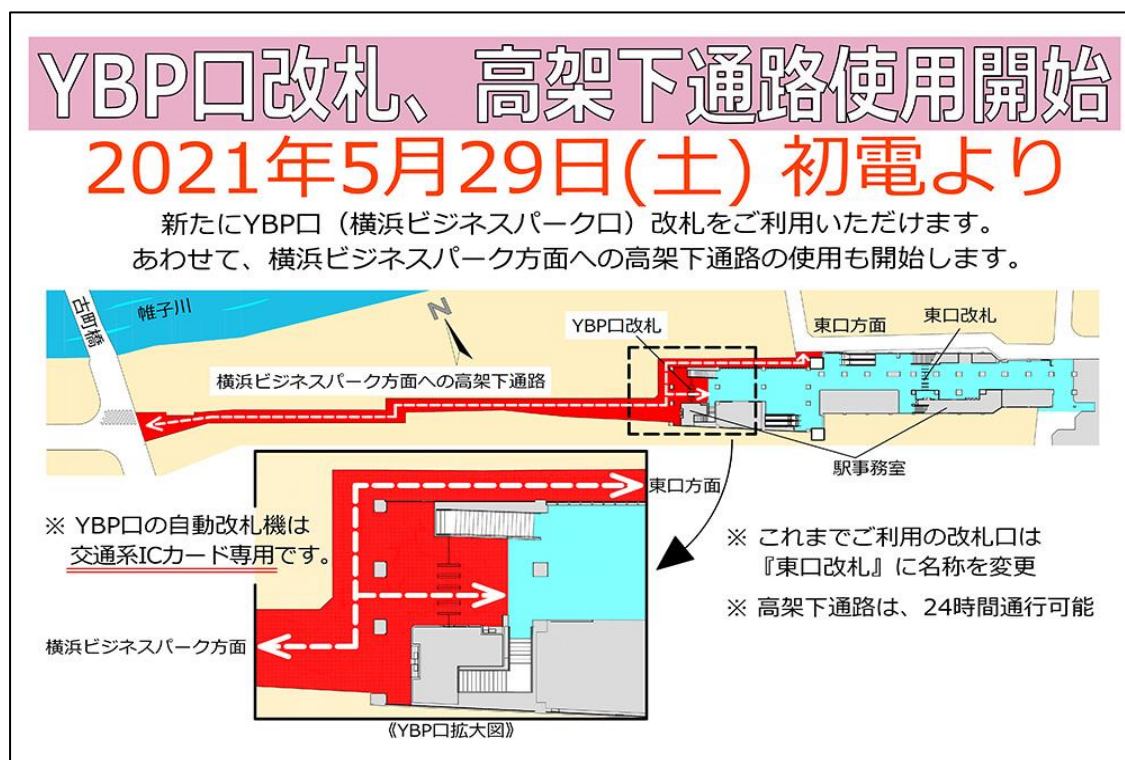 YBP口改札、高架下通路使用開始
2021年5月29日(土) 初電より
新たにYBP口（横浜ビジネスパーク口）改札をご利用いただけます。
あわせて、横浜ビジネスパーク方面への高架下通路の使用も開始します。
古町橋
帷子川
N
YBP口改札
東口方面
東口改札
横浜ビジネスパーク方面への高架下通路
駅事務室
東口方面
※ YBP口の自動改札機は
交通系ICカード専用です。
※ これまでご利用の改札口は
『東口改札』に名称を変更
※ 高架下通路は、24時間通行可能
横浜ビジネスパーク方面
《YBP口拡大図》